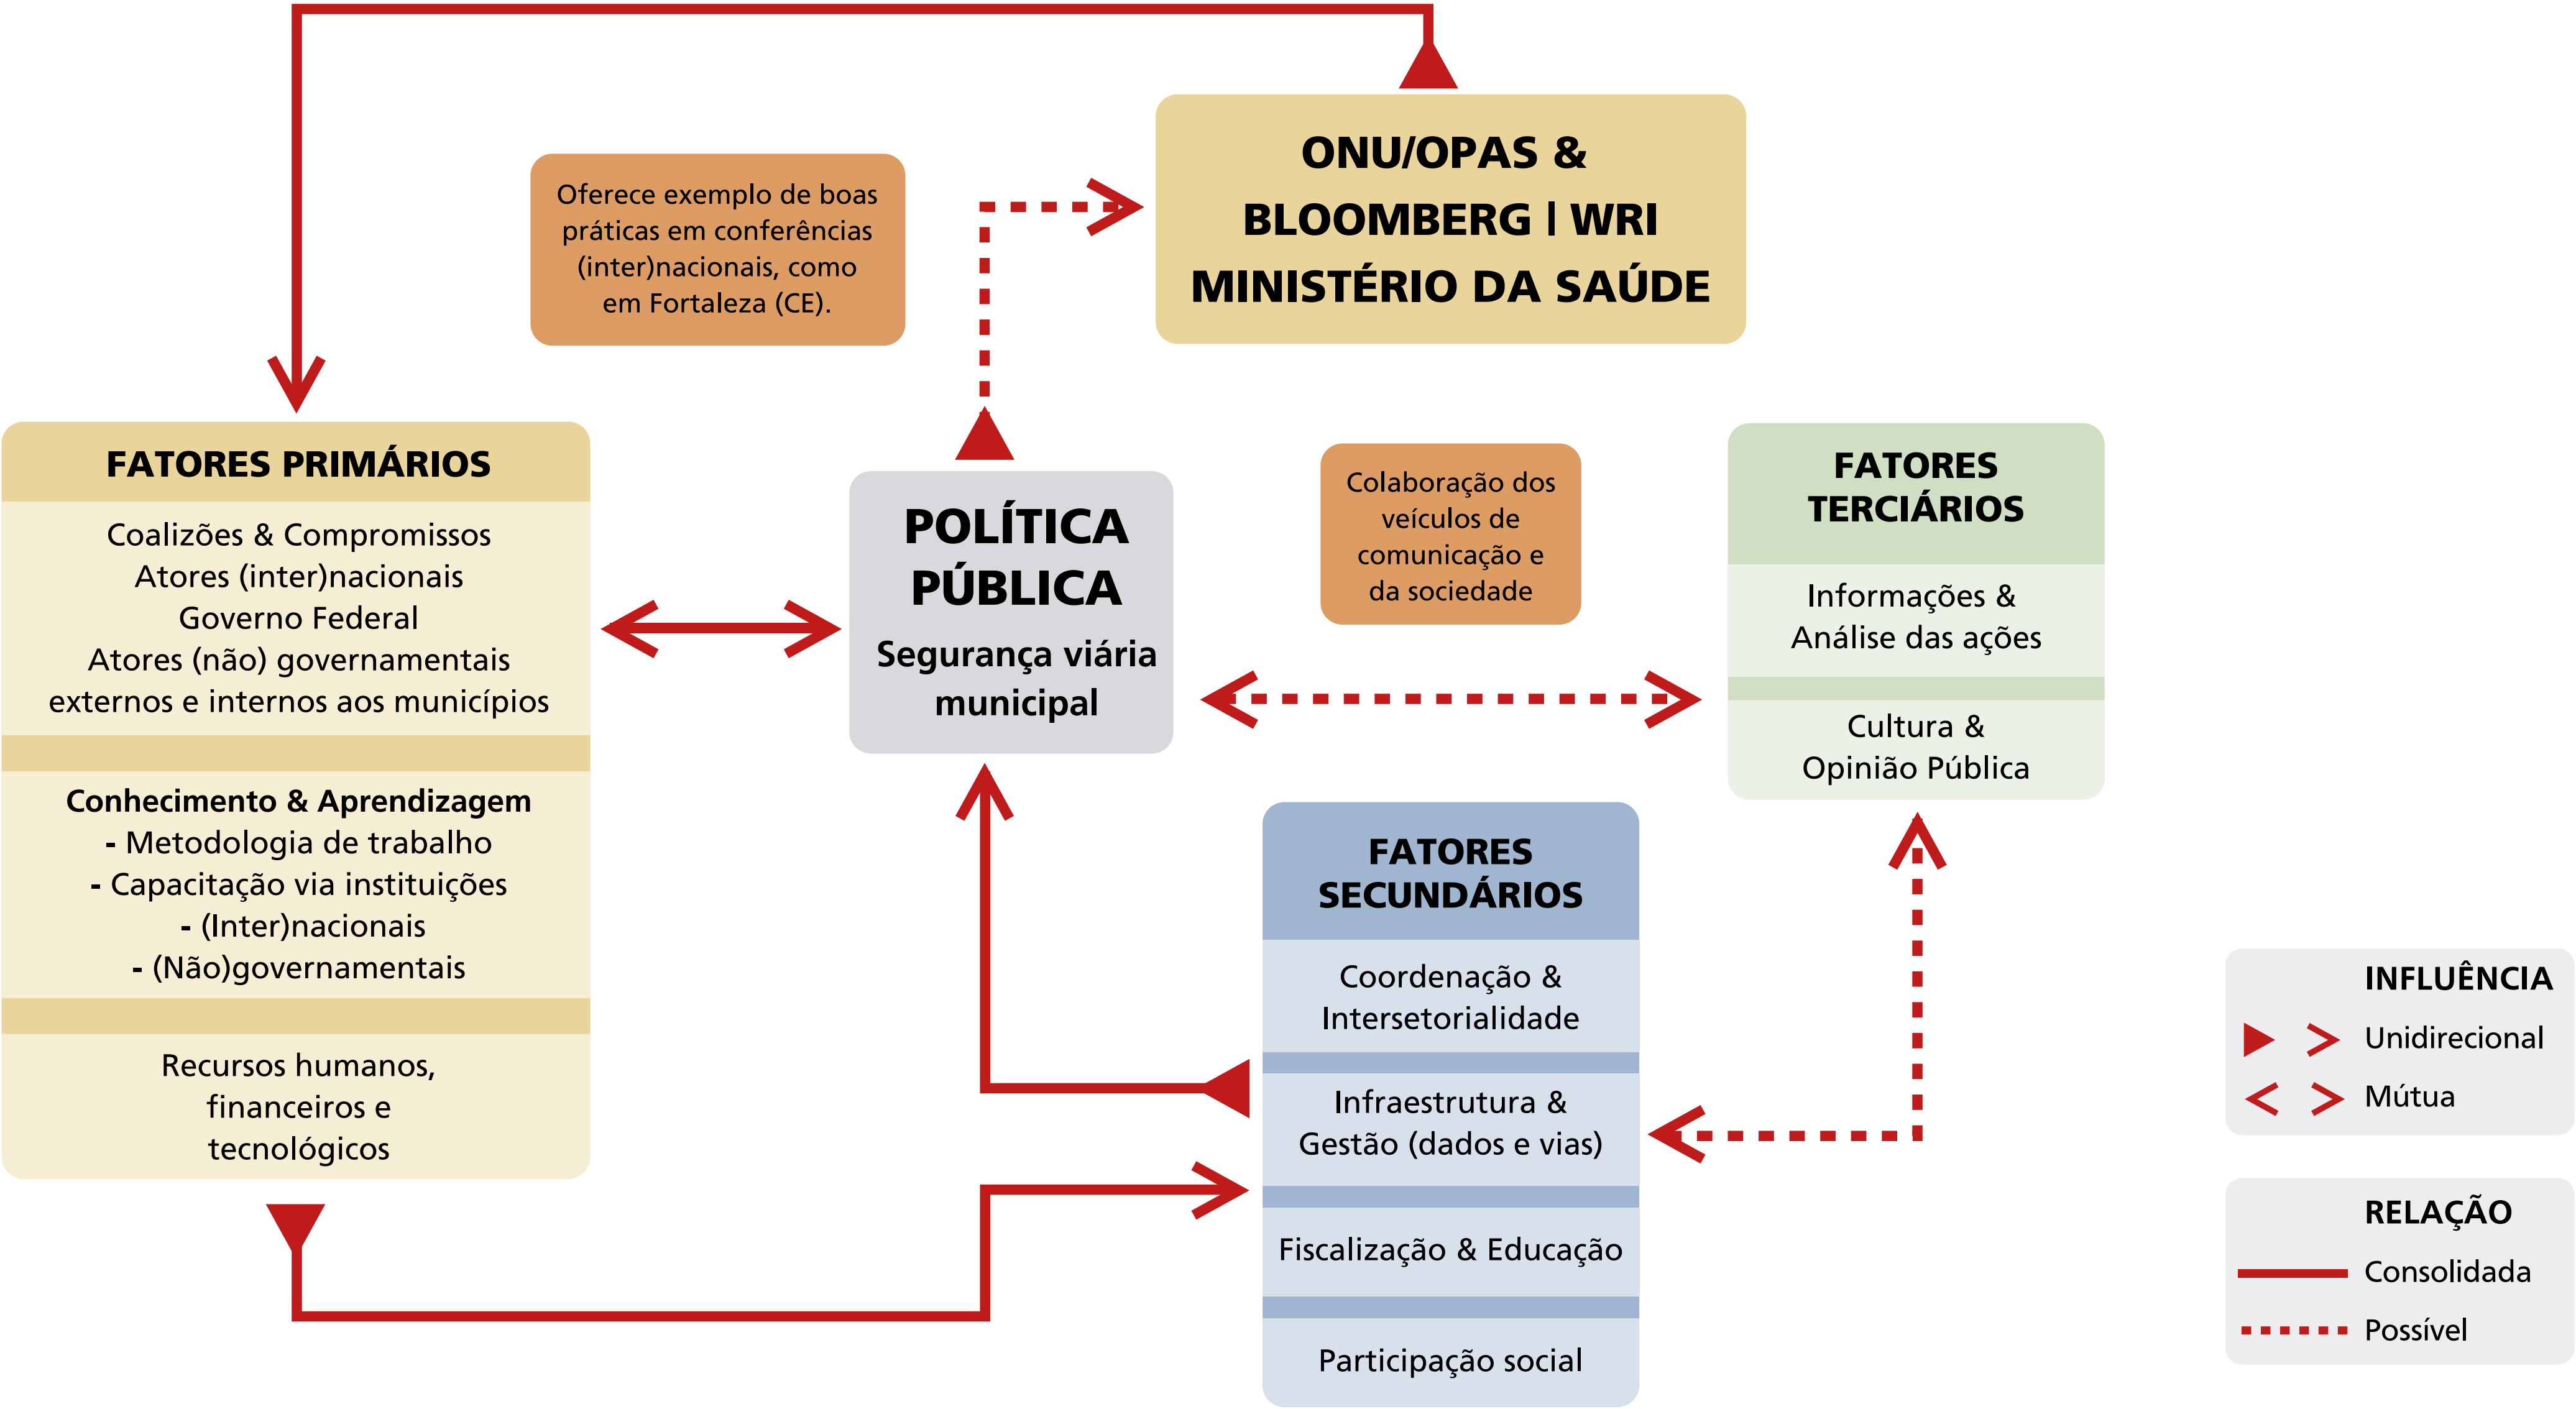 ONU/OPAS &
BLOOMBERG | WRI
MINISTÉRIO DA SAÚDE
Oferece exemplo de boas
práticas em conferências
(inter)nacionais, como
em Fortaleza (CE).
FATORES PRIMÁRIOS
Coalizões & Compromissos
Atores (inter)nacionais
Governo Federal
Atores (não) governamentais
externos e internos aos municípios
Conhecimento & Aprendizagem
- Metodologia de trabalho
- Capacitação via instituições
- (Inter)nacionais
- (Não)governamentais
Recursos humanos,
financeiros e
tecnológicos
POLÍTICA
PÚBLICA
Segurança viária
municipal
Colaboração dos
veículos de
comunicação e
da sociedade
FATORES
TERCIÁRIOS
Informações &
Análise das ações
Cultura &
Opinião Pública
FATORES
SECUNDÁRIOS
Coordenação &
Intersetorialidade
Infraestrutura &
Gestão (dados e vias)
Fiscalização & Educação
Participação social
INFLUÊNCIA
Unidirecional
Mútua
RELAÇÃO
Consolidada
Possível